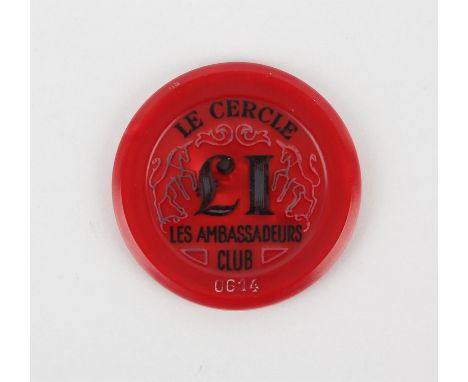 LE CERCLE
£1
LES AMBASSADEURS
CLUB
0614